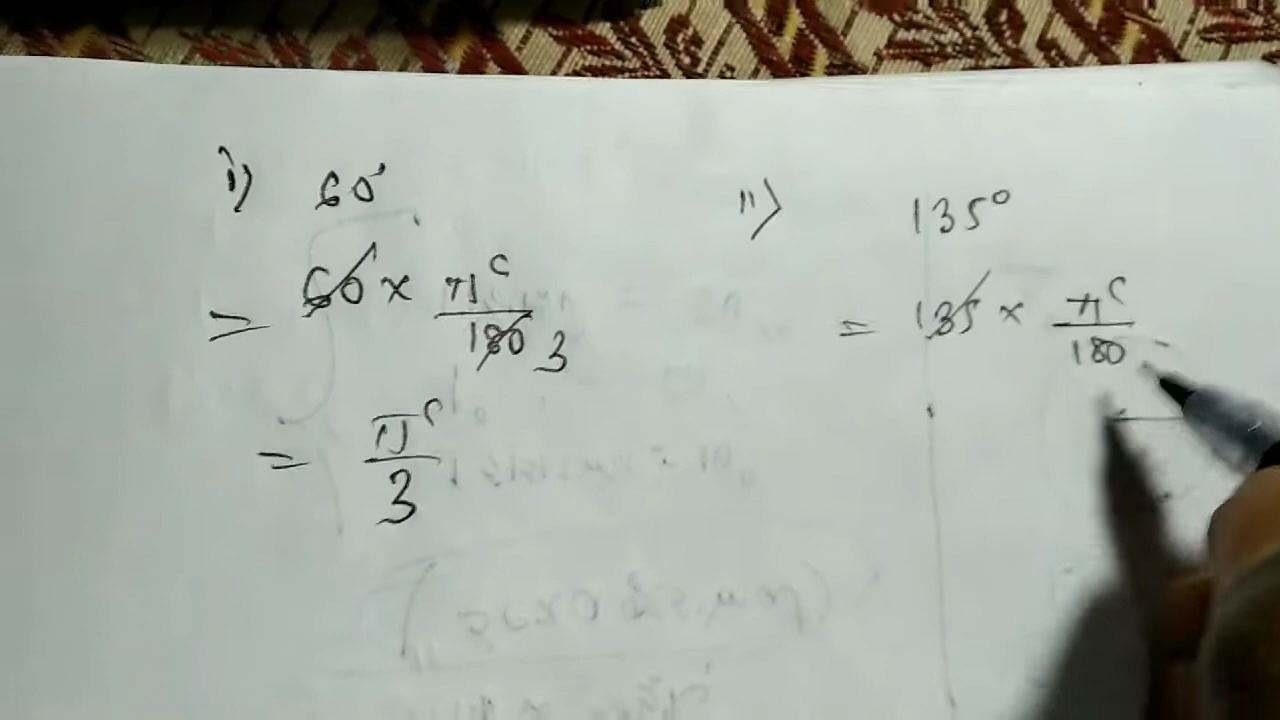 i) 60°
= 60 × π^c/180 3
= π^c/3
ii) 135°
= 135 × π^c/180